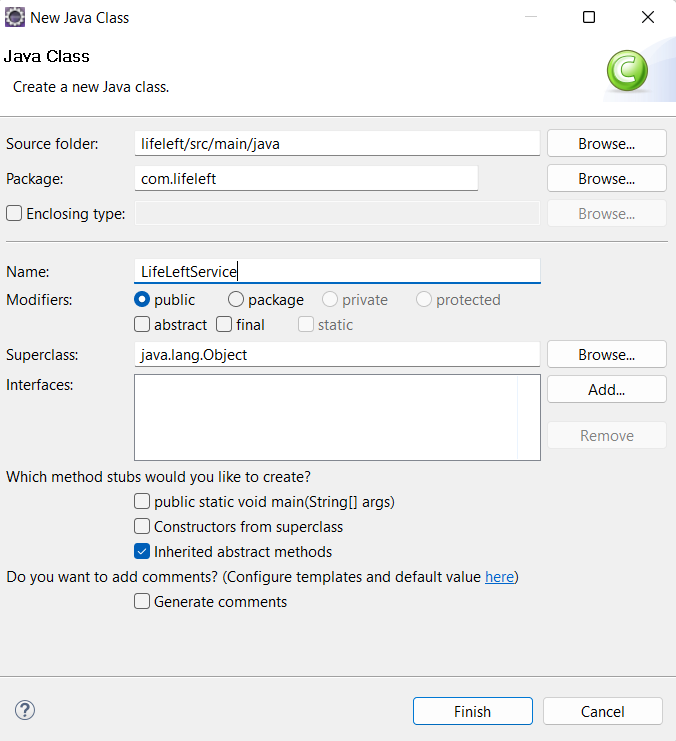 New Java Class
Java Class
Create a new Java class.
Source folder: lifeleft/src/main/java Browse...
Package: com.lifeleft Browse...
Enclosing type: Browse...
Name: LifeLeftService
Modifiers: public package private protected
abstract final static
Superclass: java.lang.Object Browse...
Interfaces: Add...
Remove
Which method stubs would you like to create?
public static void main(String[] args)
Constructors from superclass
Inherited abstract methods
Do you want to add comments? (Configure templates and default value here)
Generate comments
? Finish Cancel